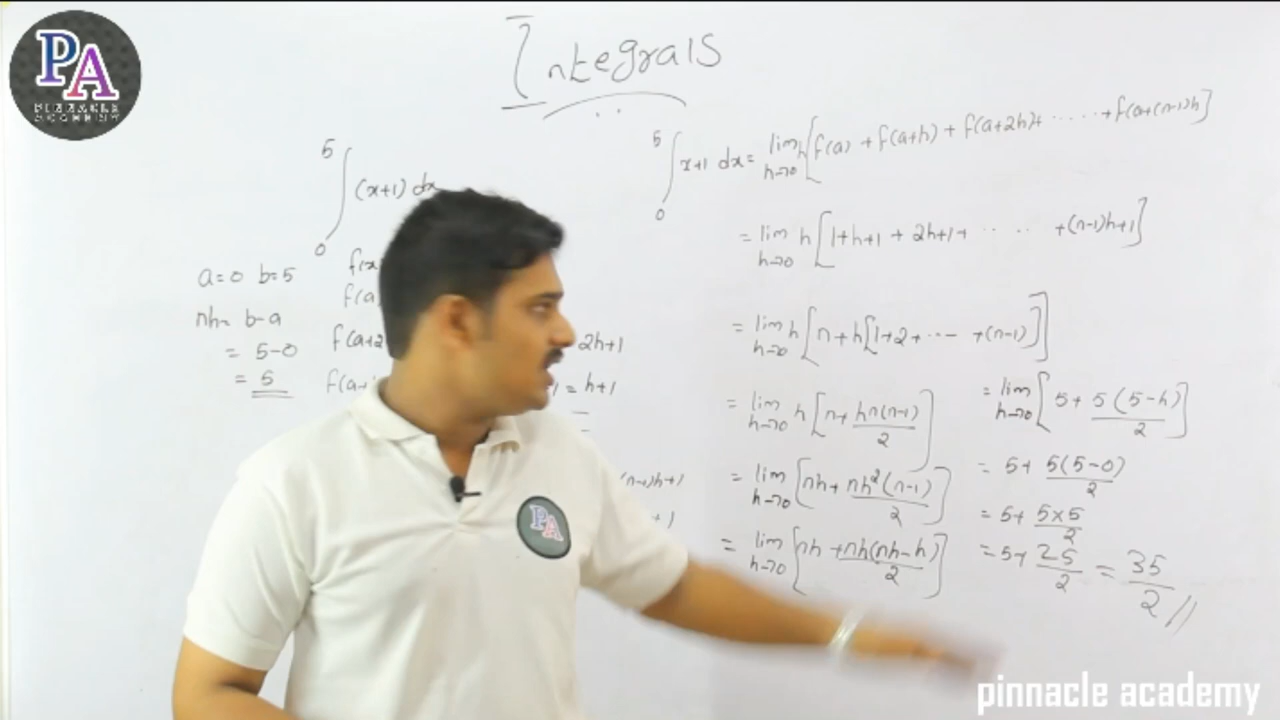 PA
PINNACLE
ACADEMY
Integrals
5
∫ (x+1) dx
0
a=0 b=5
nh= b-a
= 5-0
= 5
f(x
f(a
f(a+2
2h+1
= h+1
(n-1)h+1
+1
5
∫ x+1 dx = lim h[f(a) + f(a+h) + f(a+2h)+ ...... +f(a+(n-1)h]
0 h→0
= lim h[1+h+1 + 2h+1+ .. .. +(n-1)h+1]
h→0
= lim h[n+h[1+2+ ... +(n-1)]]
h→0
= lim h[n+ hn(n-1)/2]
h→0
= lim [nh+ nh²(n-1)/2]
h→0
= lim [nh + nh(nh-h)/2]
h→0
= lim [5+ 5(5-h)/2]
h→0
= 5+ 5(5-0)/2
= 5+ 5×5/2
= 5+ 25/2 = 35/2 //
PA
pinnacle academy